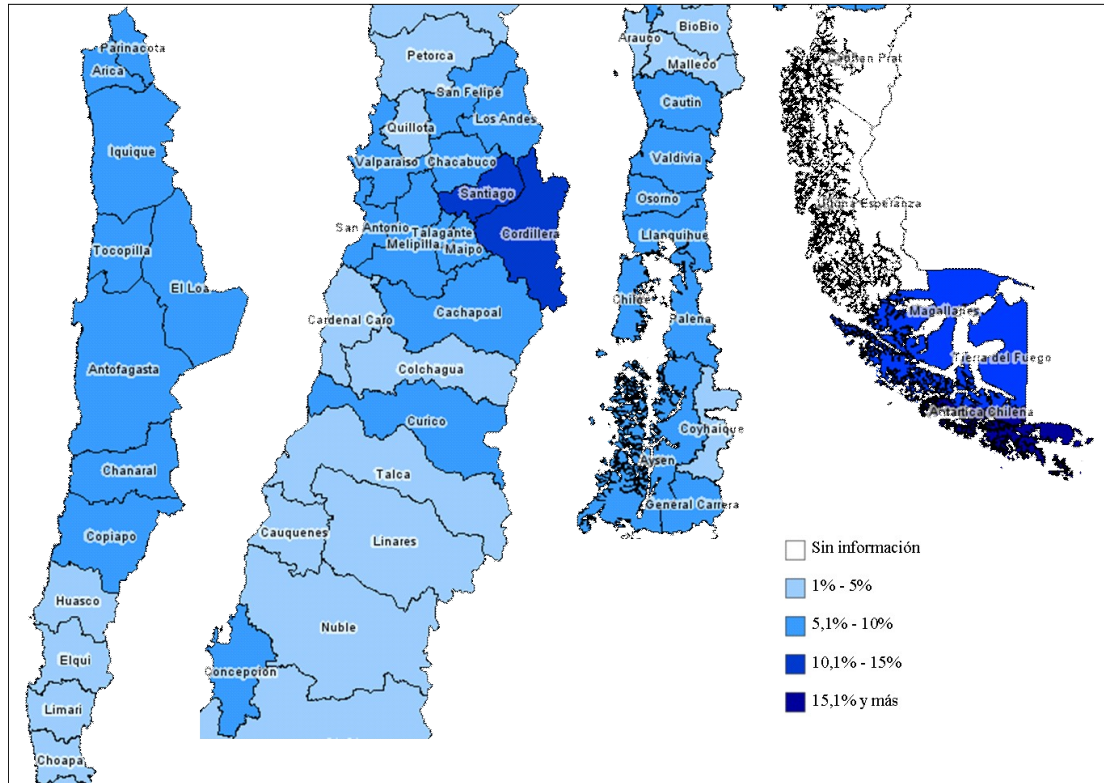 Parinacota
Arica
Iquique
Tocopilla
El Loa
Antofagasta
Chanaral
Copiapo
Huasco
Elqui
Limari
Choapa
Petorca
San Felipe
Los Andes
Quillota
Valparaiso
Chacabuco
Santiago
San Antonio
Talagante
Cordillera
Melipilla
Maipo
Cachapoal
Cardenal Caro
Colchagua
Curico
Talca
Cauquenes
Linares
Nuble
Concepción
BioBio
Arauco
Malleco
Cautin
Valdivia
Osorno
Llanquihue
Chiloe
Palena
Coyhaique
Aysen
General Carrera
Capitan Prat
Ultima Esperanza
Magallanes
Tierra del Fuego
Antartica Chilena
Sin información
1% - 5%
5,1% - 10%
10,1% - 15%
15,1% y más